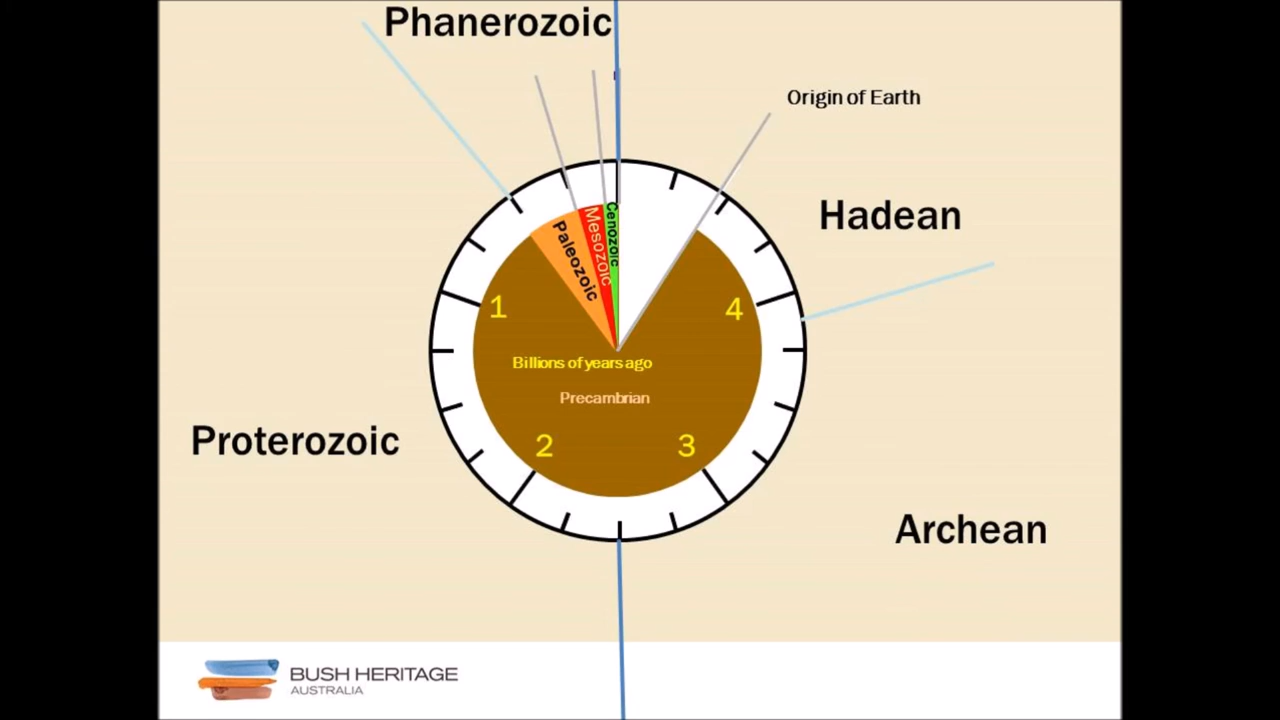 Phanerozoic
Origin of Earth
Hadean
Cenozoic
Mesozoic
Paleozoic
1
4
Billions of years ago
Precambrian
Proterozoic
2
3
Archean
BUSH HERITAGE
AUSTRALIA